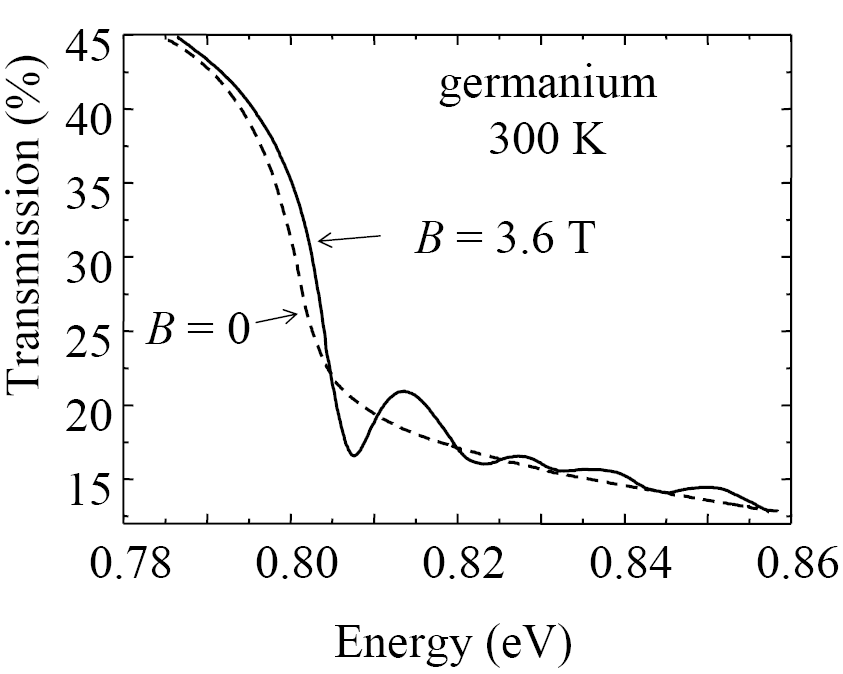 45
40
35
30
25
20
15
Transmission (%)
germanium
300 K
B = 3.6 T
B = 0
0.78 0.80 0.82 0.84 0.86
Energy (eV)